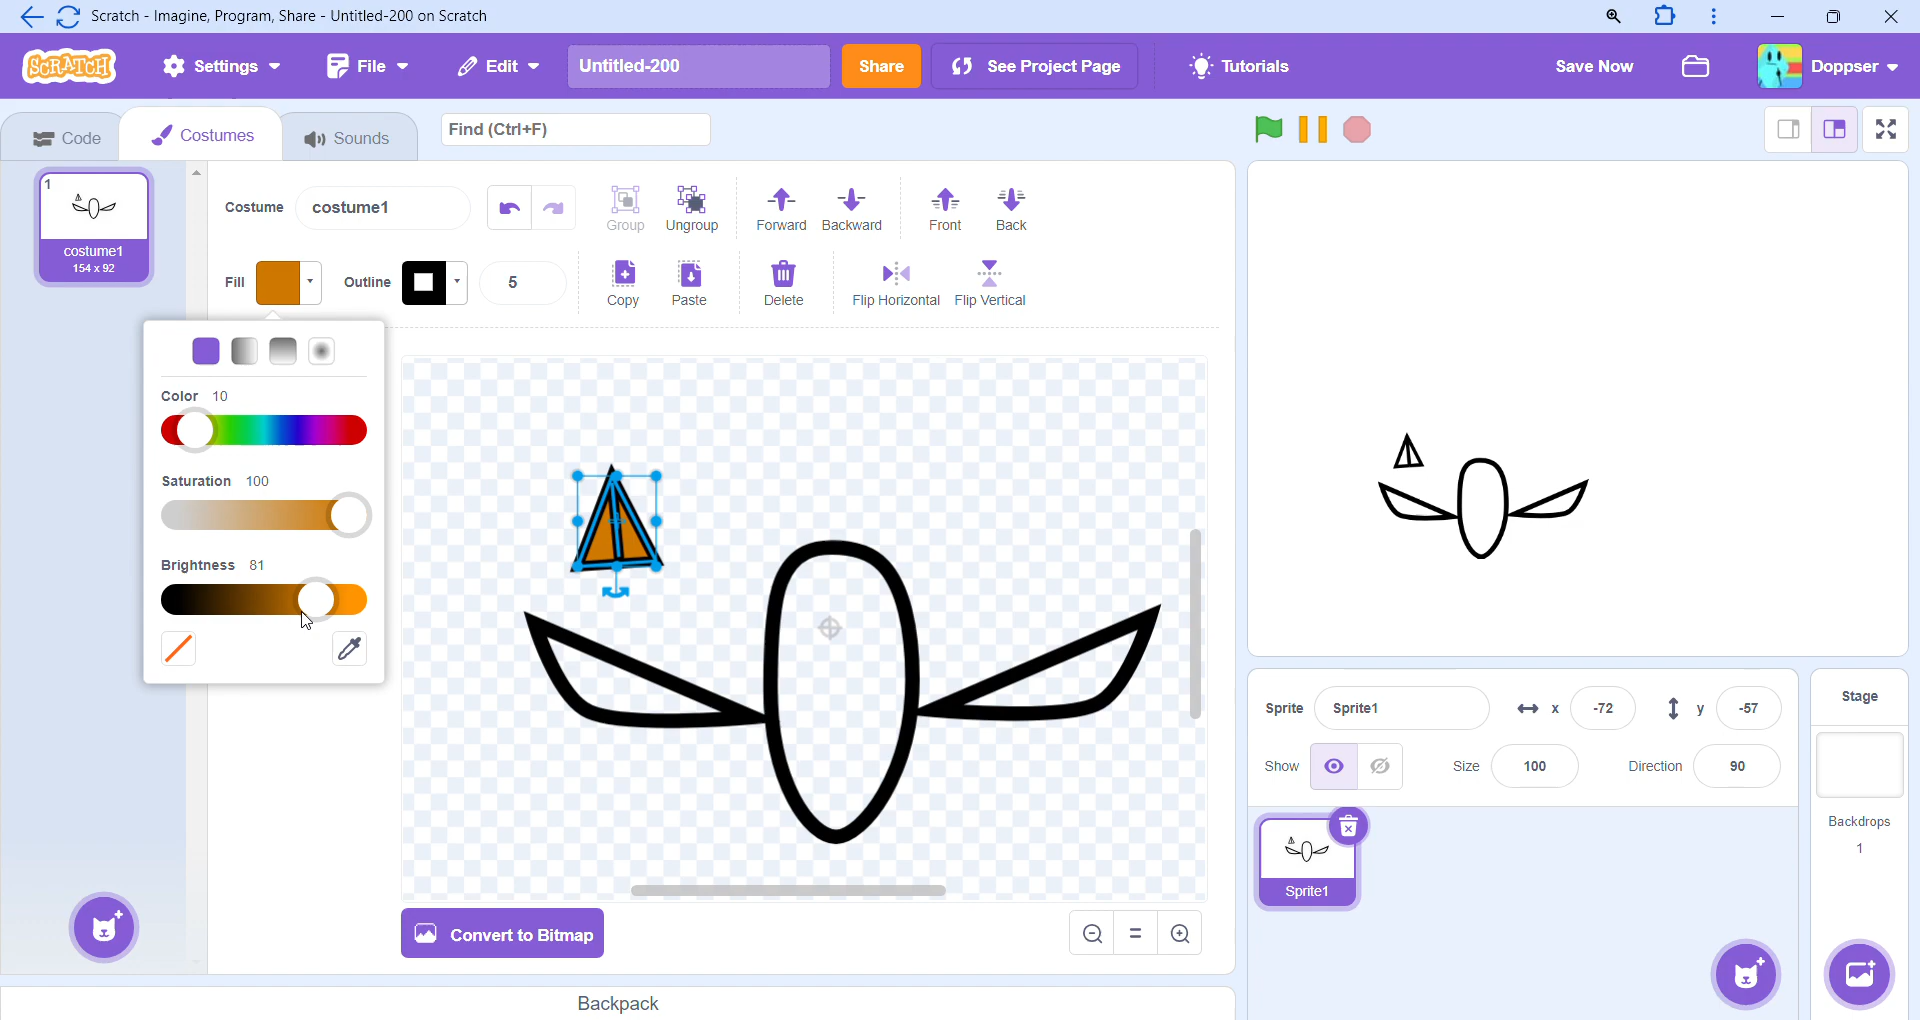 Scratch - Imagine, Program, Share - Untitled-200 on Scratch
SCRATCH Settings File Edit Untitled-200 Share See Project Page Tutorials Save Now Doppser
Code Costumes Sounds Find (Ctrl+F)
1
costume1
154 x 92
Costume costume1 Group Ungroup Forward Backward Front Back
Fill Outline 5 Copy Paste Delete Flip Horizontal Flip Vertical
Color 10
Saturation 100
Brightness 81
Convert to Bitmap
Backpack
Sprite Sprite1 x -72 y -57
Show Size 100 Direction 90
Sprite1
Stage
Backdrops
1